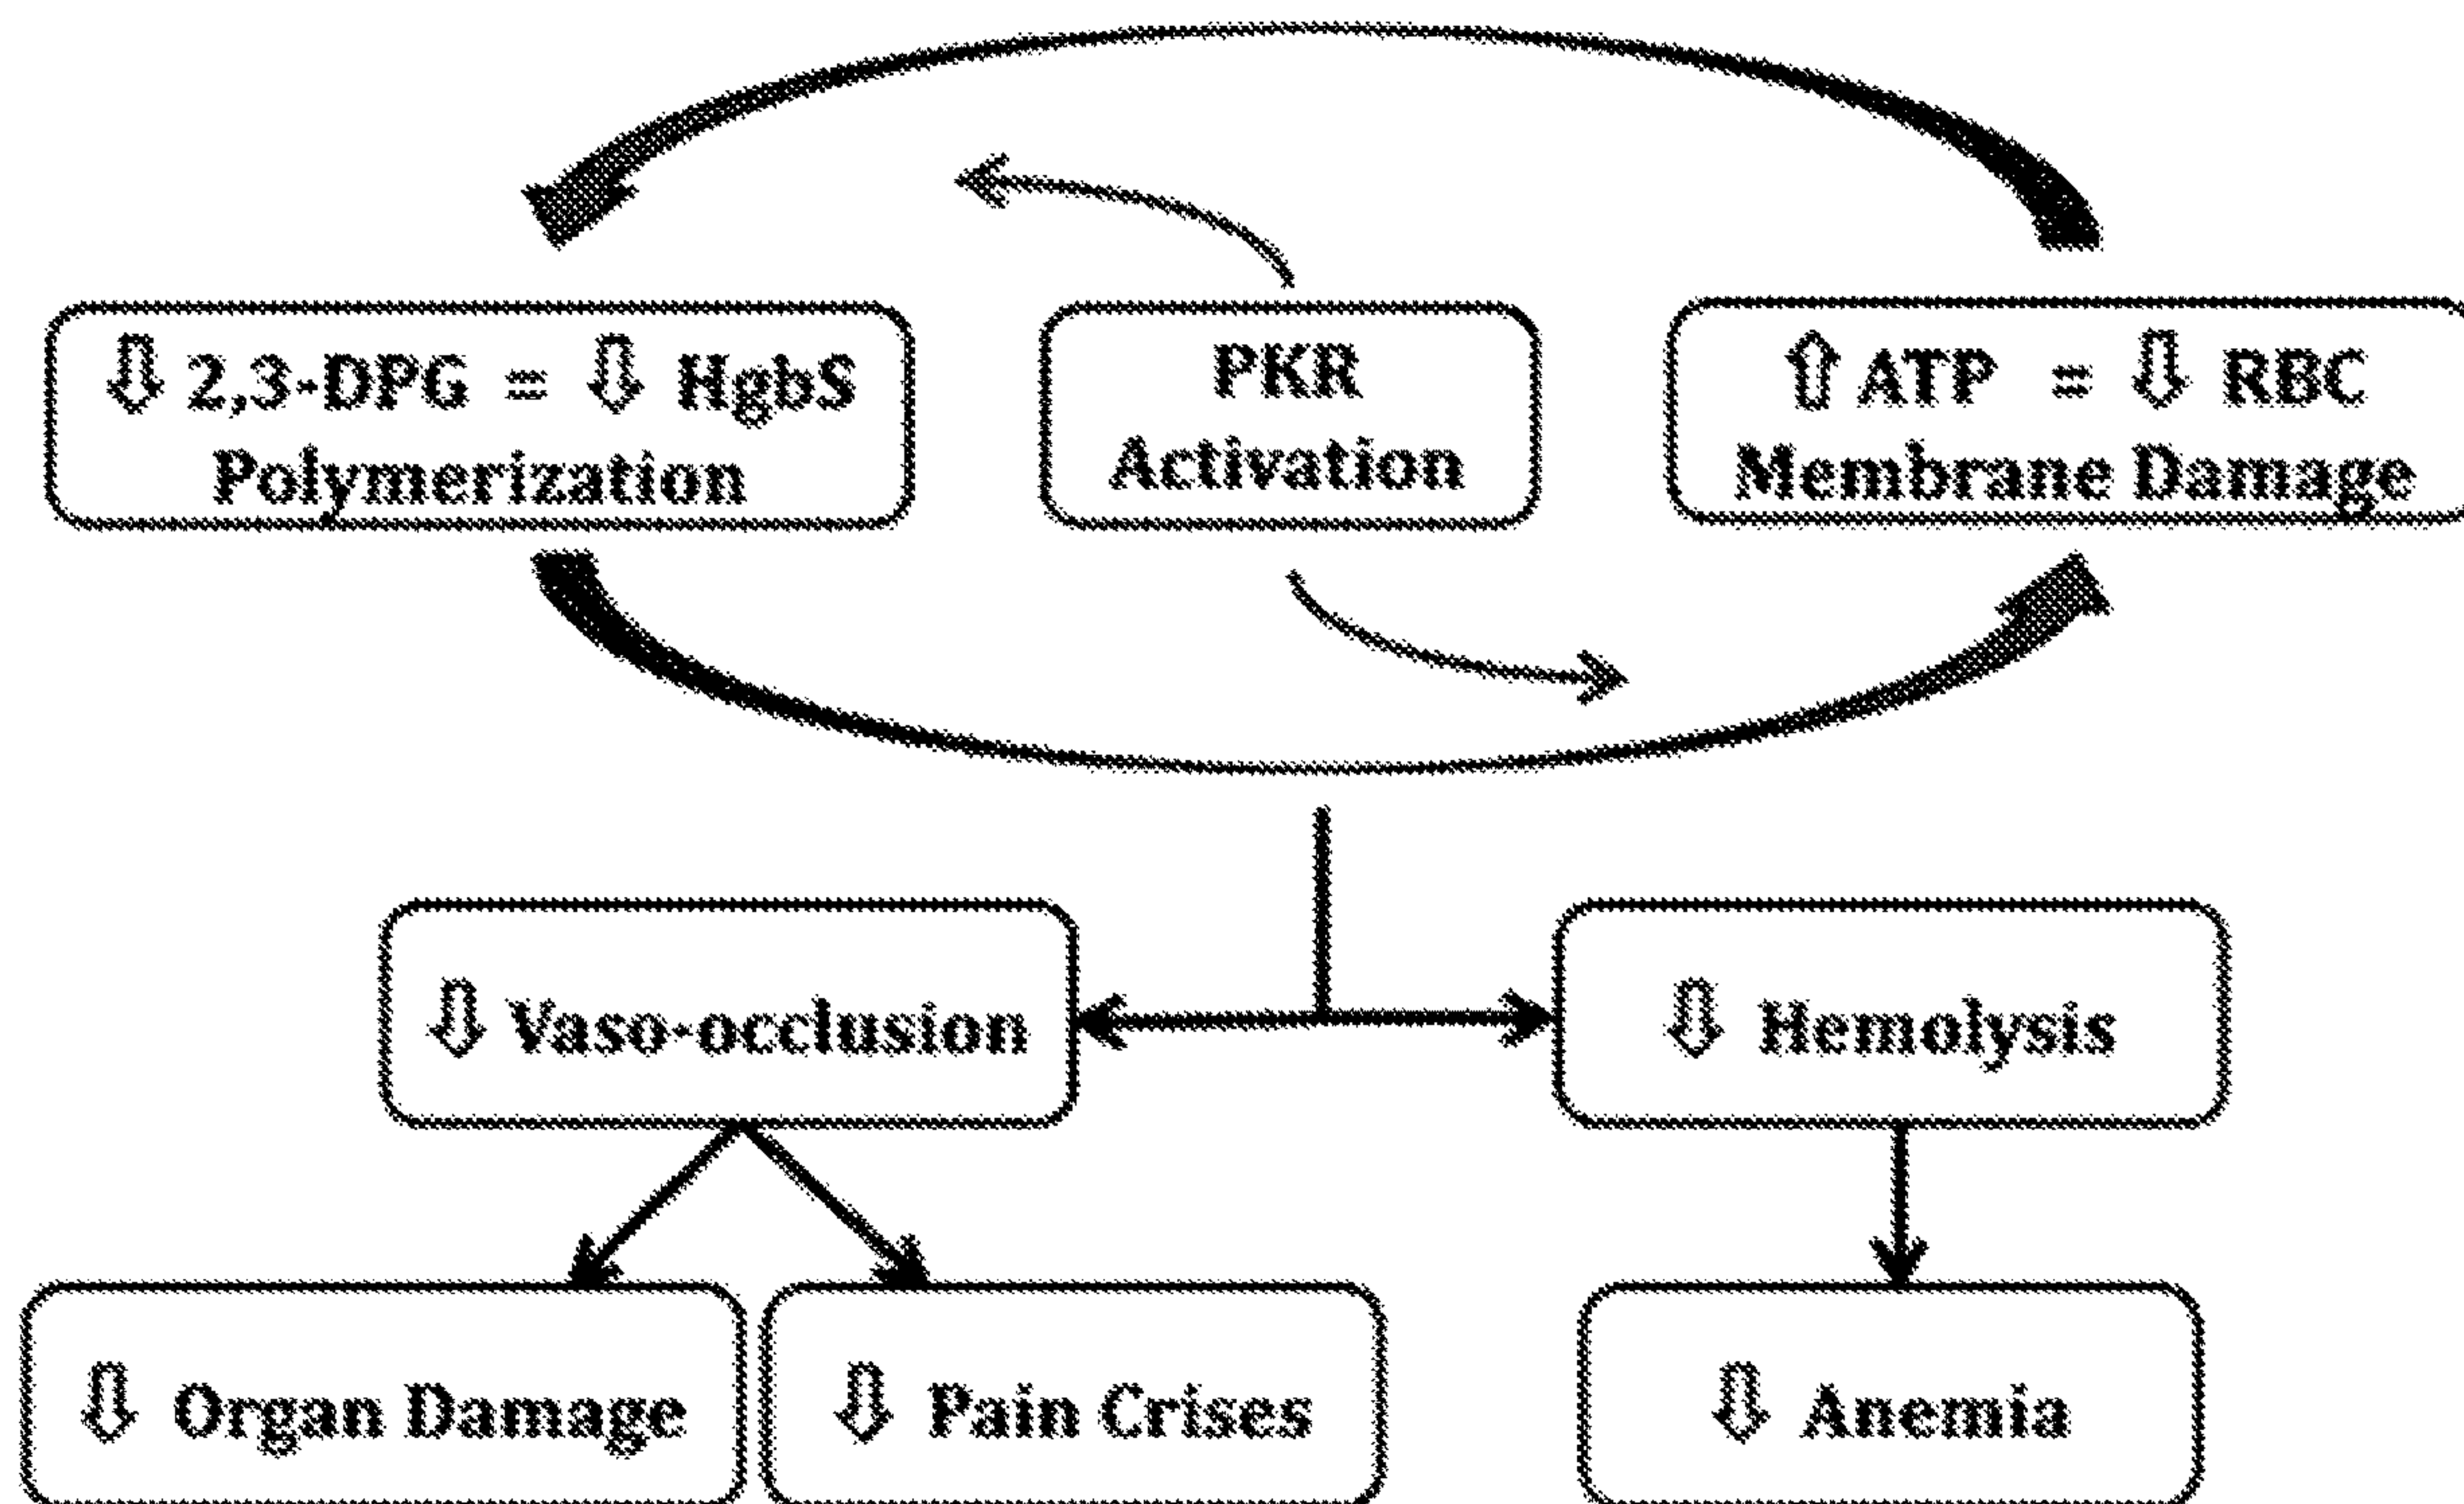 ⇩ 2,3-DPG = ⇩ HgbS
Polymerization
PKR
Activation
⇧ ATP = ⇩ RBC
Membrane Damage
⇩ Vaso-occlusion
⇩ Hemolysis
⇩ Organ Damage
⇩ Pain Crises
⇩ Anemia